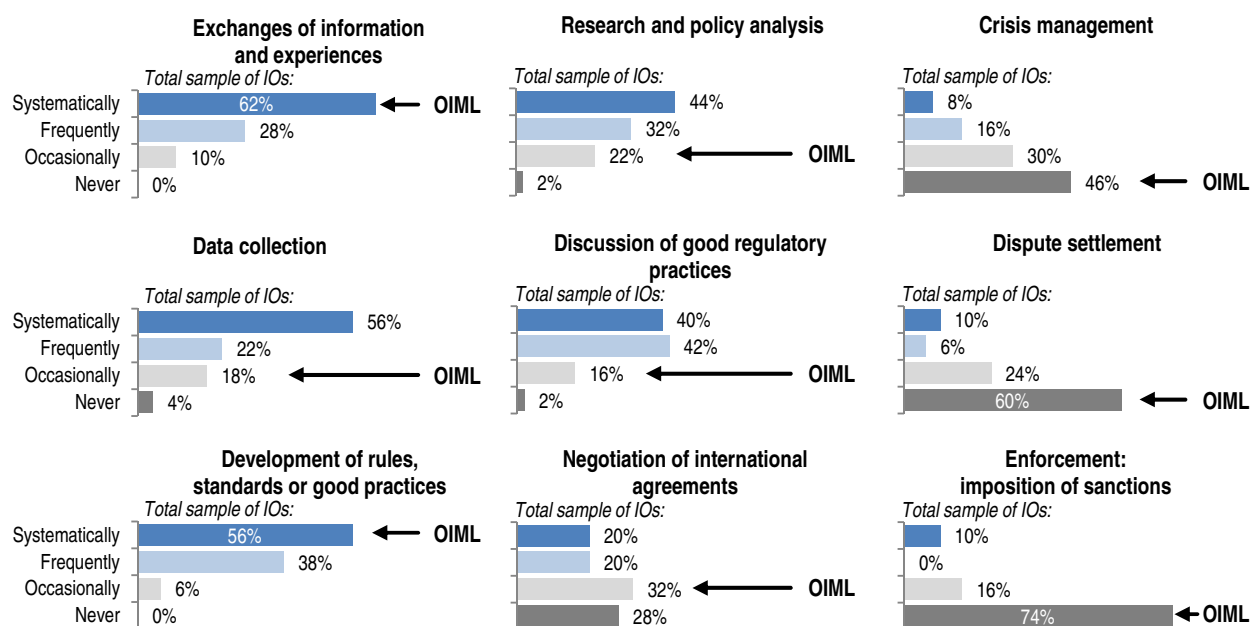 Exchanges of information
and experiences
Total sample of IOs:
Systematically 62% OIML
Frequently 28%
Occasionally 10%
Never 0%
Research and policy analysis
Total sample of IOs:
44%
32%
22% OIML
2%
Crisis management
Total sample of IOs:
8%
16%
30%
46% OIML
Data collection
Total sample of IOs:
Systematically 56%
Frequently 22%
Occasionally 18% OIML
Never 4%
Discussion of good regulatory
practices
Total sample of IOs:
40%
42%
16% OIML
2%
Dispute settlement
Total sample of IOs:
10%
6%
24%
60% OIML
Development of rules,
standards or good practices
Total sample of IOs:
Systematically 56% OIML
Frequently 38%
Occasionally 6%
Never 0%
Negotiation of international
agreements
Total sample of IOs:
20%
20%
32% OIML
28%
Enforcement:
imposition of sanctions
Total sample of IOs:
10%
0%
16%
74% OIML